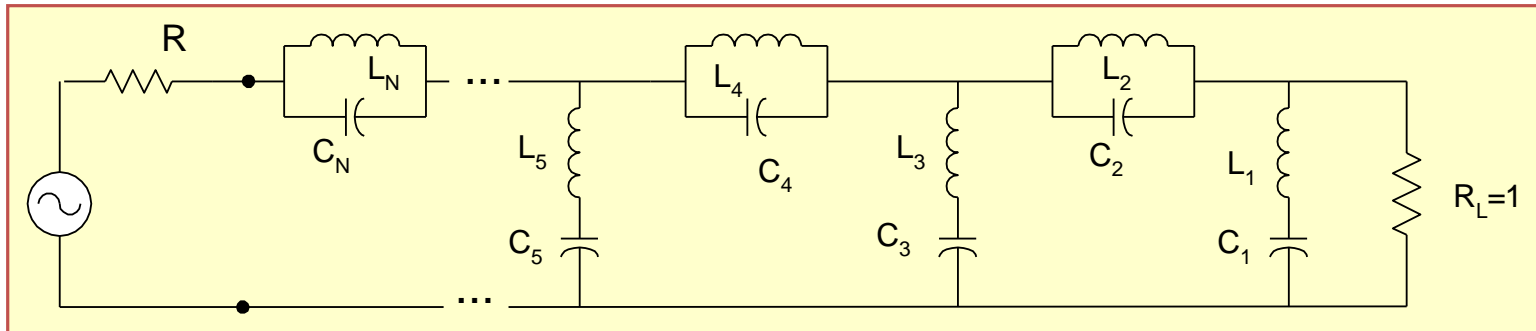 R
L_N
C_N
...
L_5
C_5
L_4
C_4
L_3
C_3
L_2
C_2
L_1
C_1
R_L=1
...